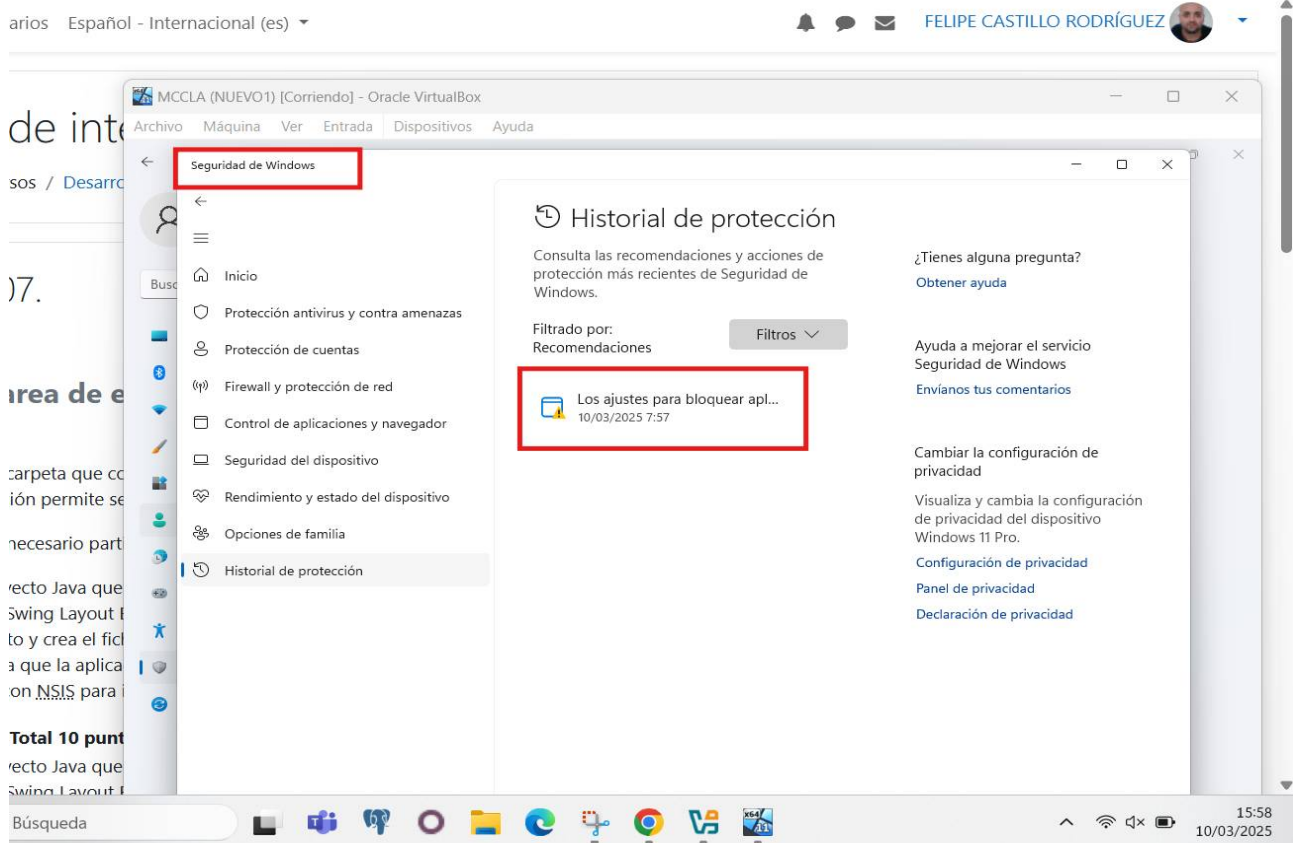 arios Español - Internacional (es)
FELIPE CASTILLO RODRÍGUEZ
MCCLA (NUEVO1) [Corriendo] - Oracle VirtualBox
Archivo Máquina Ver Entrada Dispositivos Ayuda
de inte
sos / Desarro
07.
area de e
carpeta que co
ión permite se
necesario part
yecto Java que
Swing Layout
to y crea el fich
a que la aplica
con NSIS para i
Total 10 punt
yecto Java que
Swing Layout
Busc
Seguridad de Windows
Inicio
Protección antivirus y contra amenazas
Protección de cuentas
Firewall y protección de red
Control de aplicaciones y navegador
Seguridad del dispositivo
Rendimiento y estado del dispositivo
Opciones de familia
Historial de protección
Historial de protección
Consulta las recomendaciones y acciones de
protección más recientes de Seguridad de
Windows.
Filtrado por:
Recomendaciones
Filtros
Los ajustes para bloquear apl...
10/03/2025 7:57
¿Tienes alguna pregunta?
Obtener ayuda
Ayuda a mejorar el servicio
Seguridad de Windows
Envíanos tus comentarios
Cambiar la configuración de
privacidad
Visualiza y cambia la configuración
de privacidad del dispositivo
Windows 11 Pro.
Configuración de privacidad
Panel de privacidad
Declaración de privacidad
Búsqueda
15:58
10/03/2025